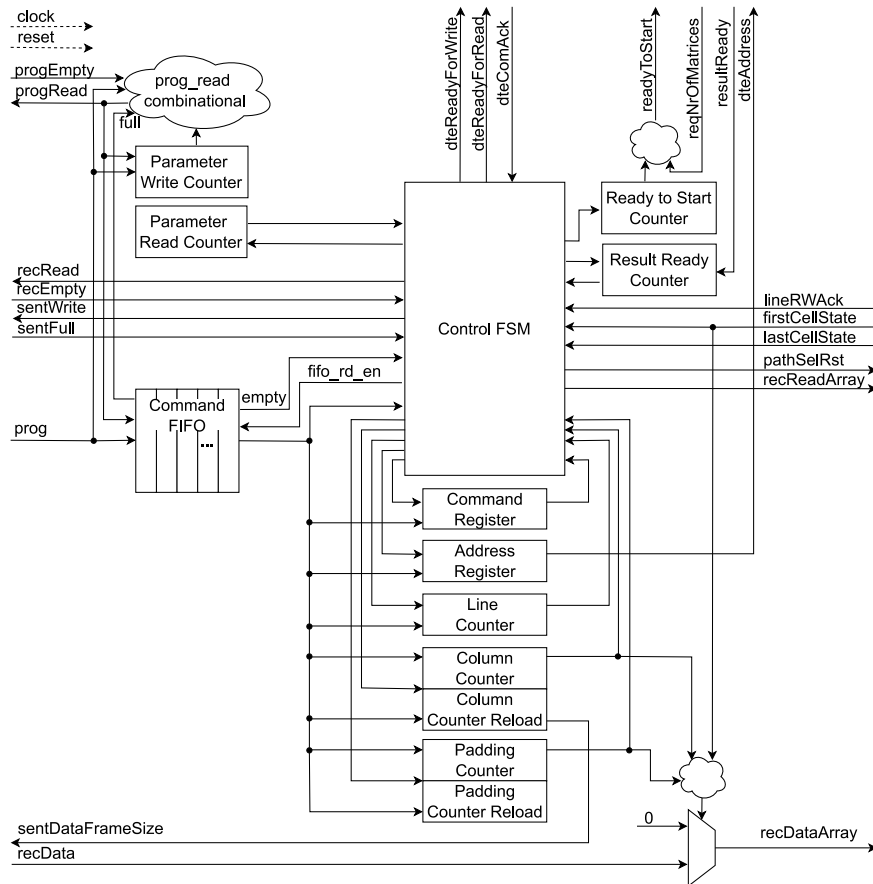 clock
reset
progEmpty
progRead
prog_read
combinational
full
Parameter
Write Counter
Parameter
Read Counter
dteReadyForWrite
dteReadyForRead
dteComAck
readyToStart
reqNrOfMatrices
resultReady
dteAddress
Ready to Start
Counter
Result Ready
Counter
recRead
recEmpty
sentWrite
sentFull
Control FSM
lineRWAck
firstCellState
lastCellState
pathSelRst
recReadArray
fifo_rd_en
empty
Command
FIFO
...
prog
Command
Register
Address
Register
Line
Counter
Column
Counter
Column
Counter Reload
Padding
Counter
Padding
Counter Reload
sentDataFrameSize
recData
0
recDataArray